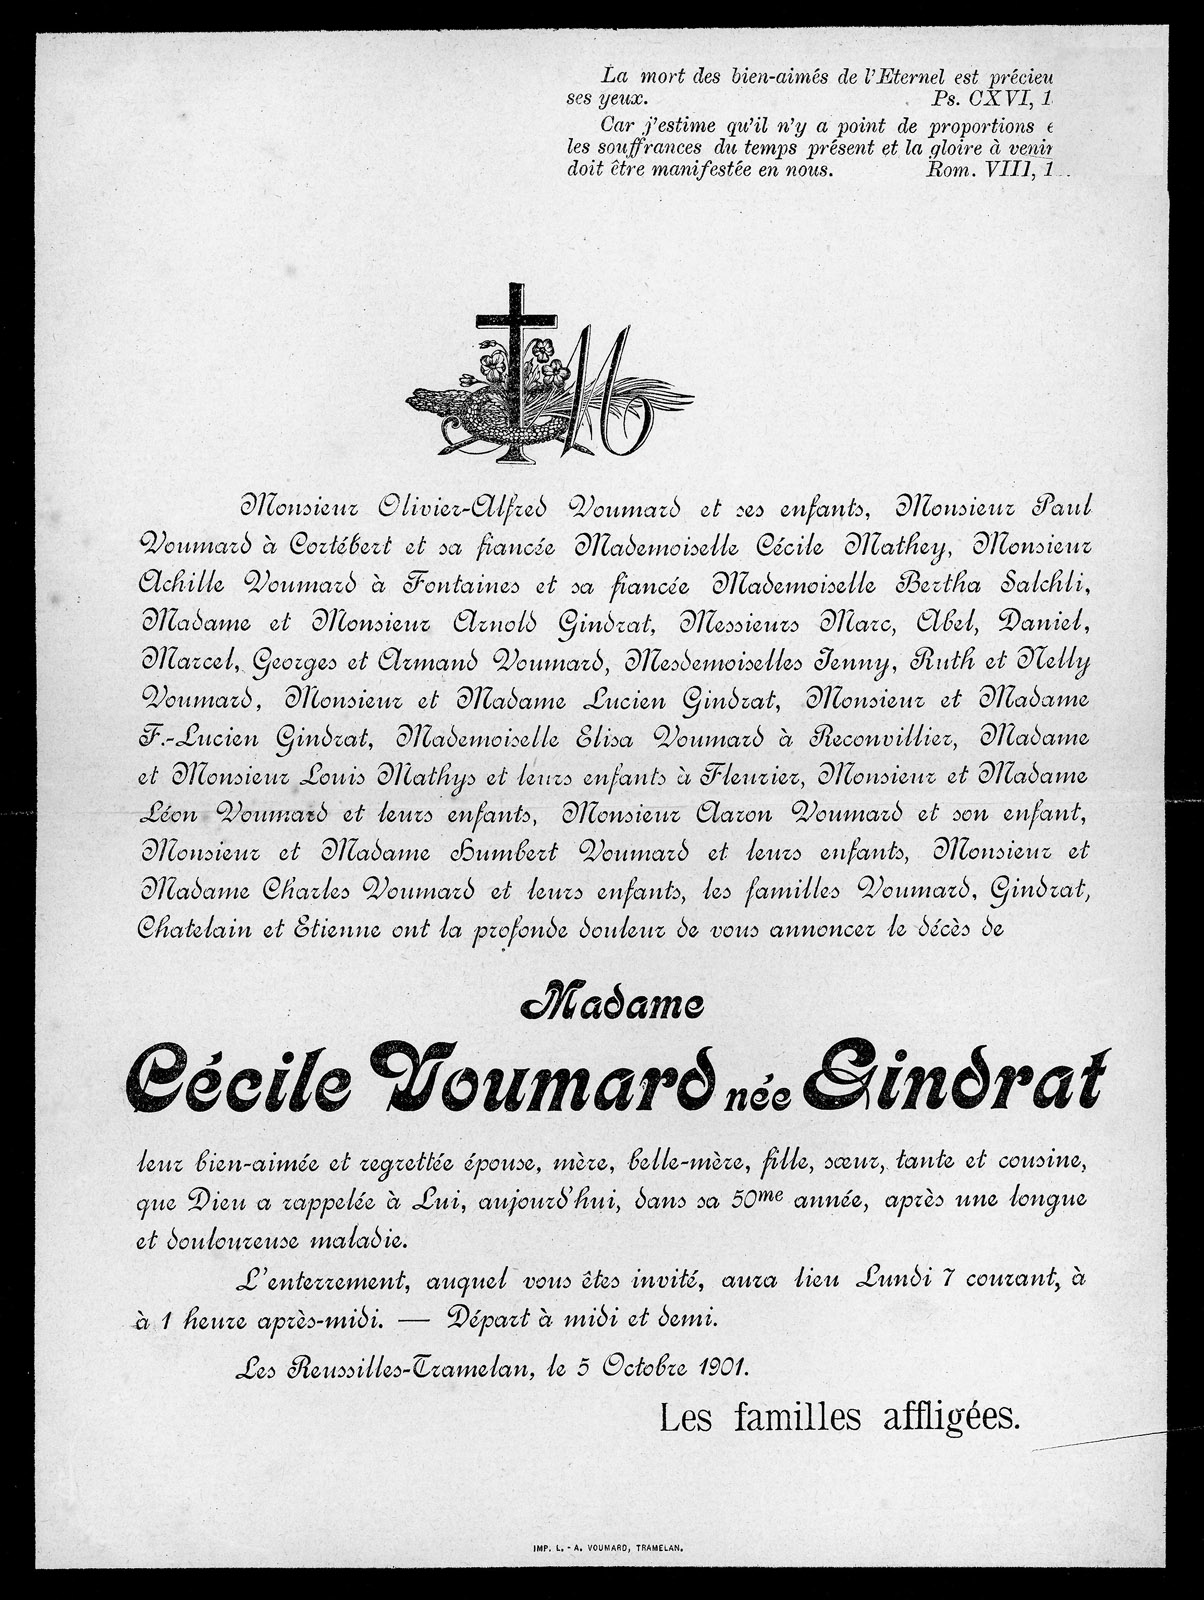 La mort des bien-aimés de l'Eternel est
ses yeux. Ps. CXVI,
Car j'estime qu'il n'y a point de proportions
les souffrances du temps présent et la gloire à venir
doit être manifestée en nous. Rom. VIII,
M
Monsieur Olivier-Alfred Voumard et ses enfants, Monsieur Paul
Voumard à Cortébert et sa fiancée Mademoiselle Cécile Mathey, Monsieur
Achille Voumard à Fontaines et sa fiancée Mademoiselle Bertha Salchli,
Madame et Monsieur Arnold Gindrat, Messieurs Marc, Abel, Daniel,
Marcel, Georges et Armand Voumard, Mesdemoiselles Jenny, Ruth et Nelly
Voumard, Monsieur et Madame Lucien Gindrat, Monsieur et Madame
F.-Lucien Gindrat, Mademoiselle Elisa Voumard à Reconvillier, Madame
et Monsieur Louis Mathys et leurs enfants à Fleurier, Monsieur et Madame
Léon Voumard et leurs enfants, Monsieur Aaron Voumard et son enfant,
Monsieur et Madame Humbert Voumard et leurs enfants, Monsieur et
Madame Charles Voumard et leurs enfants, les familles Voumard, Gindrat,
Chatelain et Etienne ont la profonde douleur de vous annoncer le décès de
Madame
Cécile Voumard née Gindrat
leur bien-aimée et regrettée épouse, mère, belle-mère, fille, sœur, tante et cousine,
que Dieu a rappelée à Lui, aujourd'hui, dans sa 50me année, après une longue
et douloureuse maladie.
L'enterrement, auquel vous êtes invité, aura lieu Lundi 7 courant, à
à 1 heure après-midi. — Départ à midi et demi.
Les Reussilles-Tramelan, le 5 Octobre 1901.
Les familles affligées.
IMP. L.-A. VOUMARD, TRAMELAN.